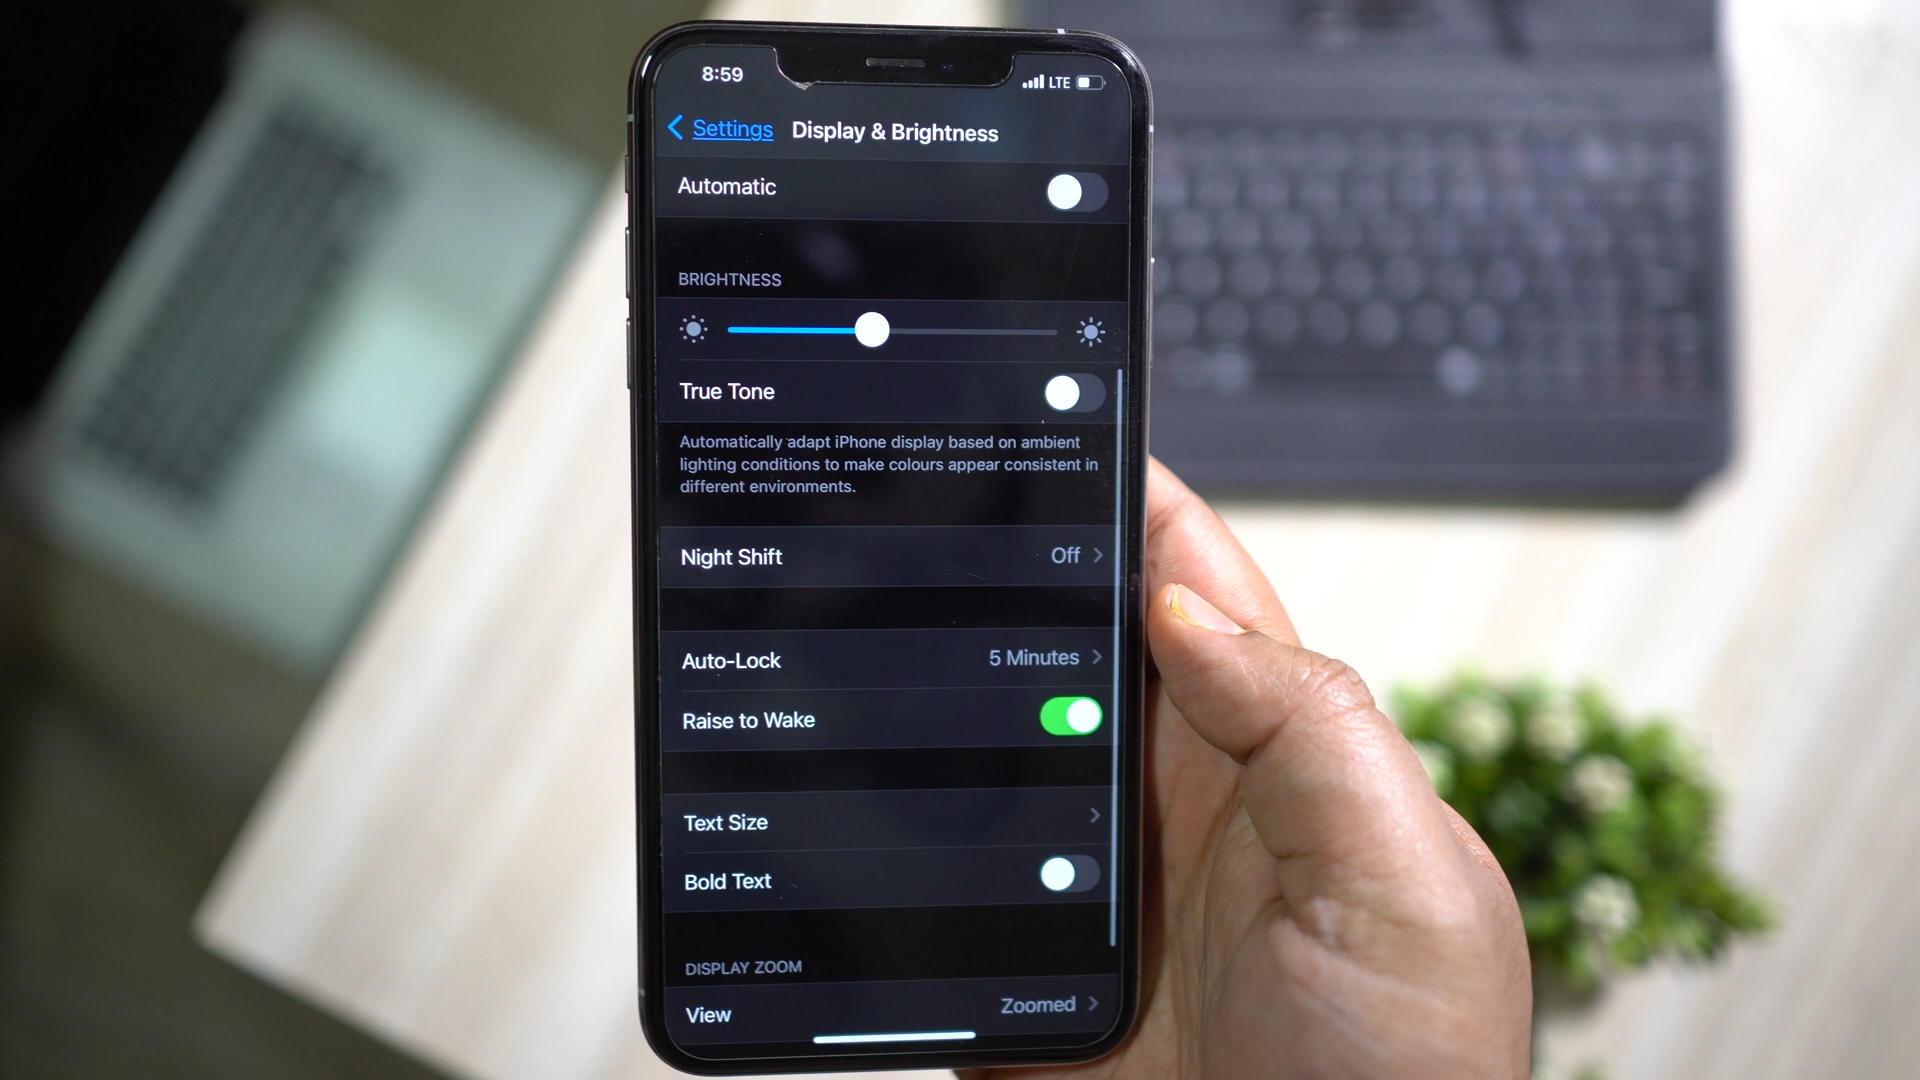 8:59
LTE
Settings
Display & Brightness
Automatic
BRIGHTNESS
True Tone
Automatically adapt iPhone display based on ambient
lighting conditions to make colours appear consistent in
different environments.
Night Shift
Off
Auto-Lock
5 Minutes
Raise to Wake
Text Size
Bold Text
DISPLAY ZOOM
View
Zoomed